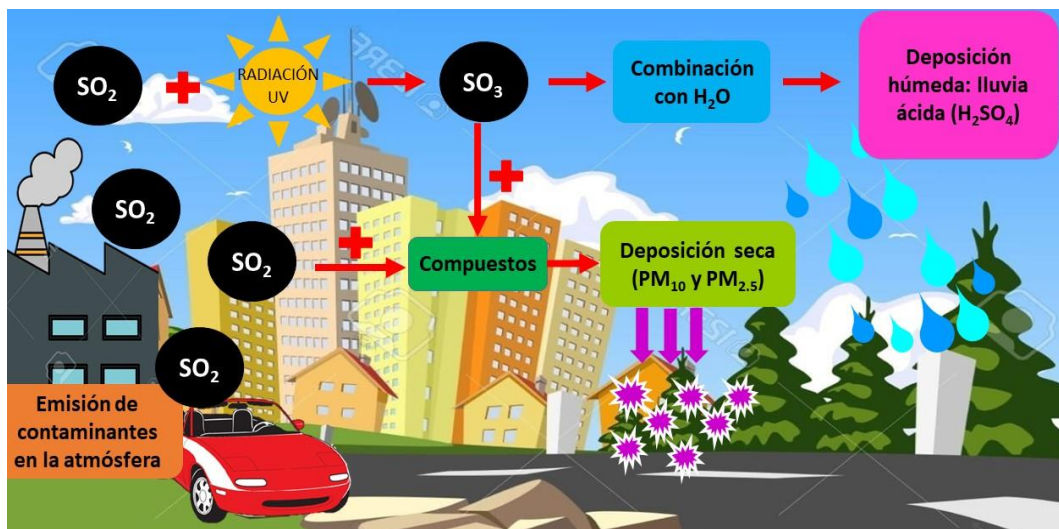 SO₂
RADIACIÓN
UV
SO₃
Combinación
con H₂O
Deposición
húmeda: lluvia
ácida (H₂SO₄)
SO₂
SO₂
Compuestos
Deposición seca
(PM₁₀ y PM₂.₅)
SO₂
Emisión de
contaminantes
en la atmósfera